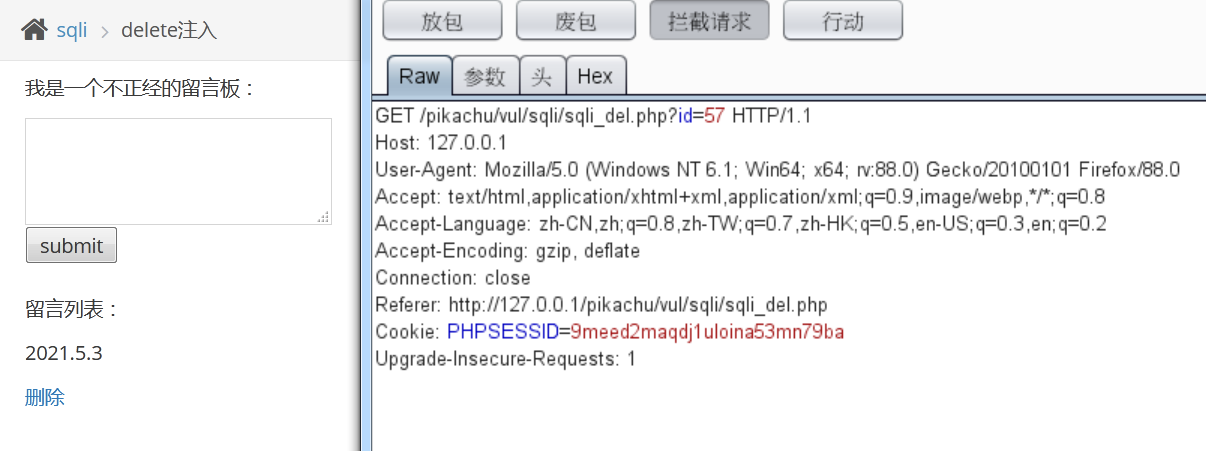 sqli > delete注入
我是一个不正经的留言板：
submit
留言列表：
2021.5.3
删除
放包 废包 拦截请求 行动
Raw 参数 头 Hex
GET /pikachu/vul/sqli/sqli_del.php?id=57 HTTP/1.1
Host: 127.0.0.1
User-Agent: Mozilla/5.0 (Windows NT 6.1; Win64; x64; rv:88.0) Gecko/20100101 Firefox/88.0
Accept: text/html,application/xhtml+xml,application/xml;q=0.9,image/webp,*/*;q=0.8
Accept-Language: zh-CN,zh;q=0.8,zh-TW;q=0.7,zh-HK;q=0.5,en-US;q=0.3,en;q=0.2
Accept-Encoding: gzip, deflate
Connection: close
Referer: http://127.0.0.1/pikachu/vul/sqli/sqli_del.php
Cookie: PHPSESSID=9meed2maqdj1uloina53mn79ba
Upgrade-Insecure-Requests: 1